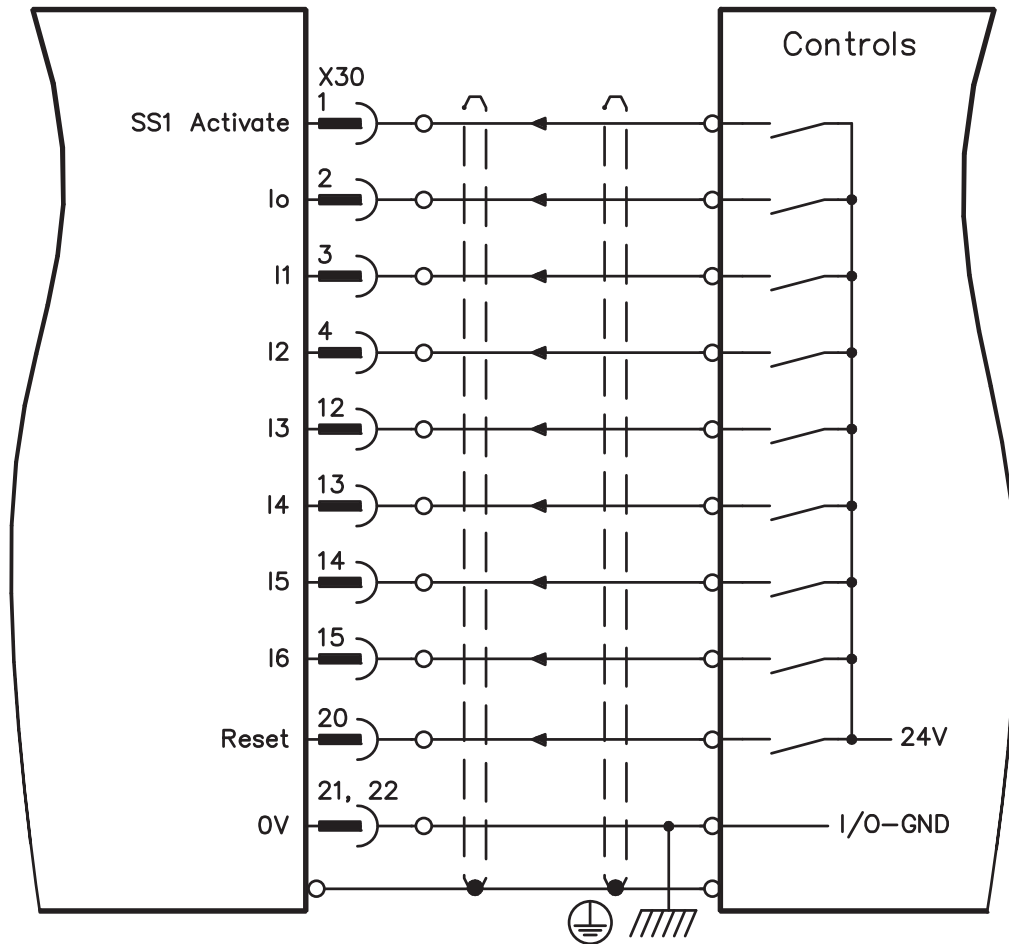 Controls
X30
SS1 Activate 1
Io 2
I1 3
I2 4
I3 12
I4 13
I5 14
I6 15
Reset 20
24V
21, 22
0V
I/O-GND